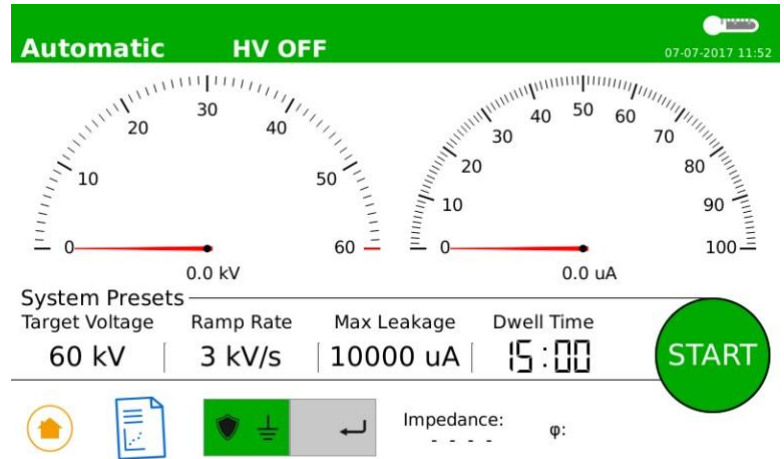 Automatic HV OFF
07-07-2017 11:52
0 10 20 30 40 50 60
0.0 kV
0 10 20 30 40 50 60 70 80 90 100
0.0 uA
System Presets
Target Voltage Ramp Rate Max Leakage Dwell Time
60 kV 3 kV/s 10000 uA 15:00
START
Impedance: φ:
- - - -